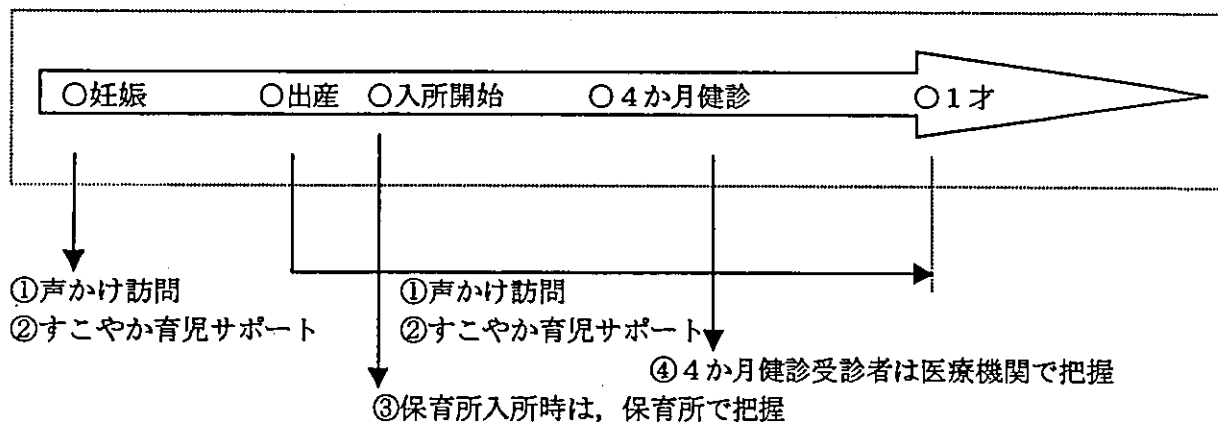 ○妊娠 ○出産 ○入所開始 ○４か月健診 ○１才
①声かけ訪問 ①声かけ訪問
②すこやか育児サポート ②すこやか育児サポート
④４か月健診受診者は医療機関で把握
③保育所入所時は，保育所で把握